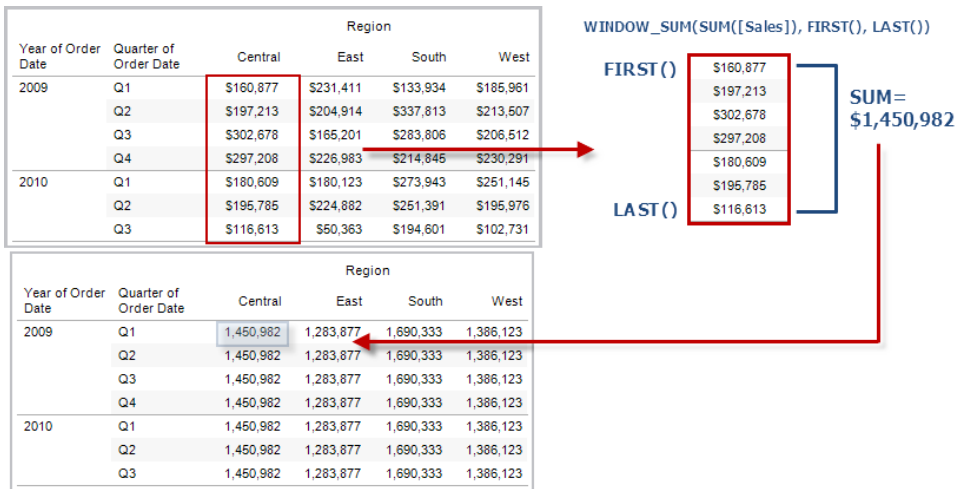 Region
Year of Order Date Quarter of Order Date Central East South West
2009 Q1 $160,877 $231,411 $133,934 $185,961
Q2 $197,213 $204,914 $337,813 $213,507
Q3 $302,678 $165,201 $283,806 $206,512
Q4 $297,208 $226,983 $214,845 $230,291
2010 Q1 $180,609 $180,123 $273,943 $251,145
Q2 $195,785 $224,882 $251,391 $195,976
Q3 $116,613 $50,363 $194,601 $102,731
WINDOW_SUM(SUM([Sales]), FIRST(), LAST())
FIRST() $160,877
$197,213
$302,678
$297,208
$180,609
$195,785
LAST() $116,613
SUM=
$1,450,982
Region
Year of Order Date Quarter of Order Date Central East South West
2009 Q1 1,450,982 1,283,877 1,690,333 1,386,123
Q2 1,450,982 1,283,877 1,690,333 1,386,123
Q3 1,450,982 1,283,877 1,690,333 1,386,123
Q4 1,450,982 1,283,877 1,690,333 1,386,123
2010 Q1 1,450,982 1,283,877 1,690,333 1,386,123
Q2 1,450,982 1,283,877 1,690,333 1,386,123
Q3 1,450,982 1,283,877 1,690,333 1,386,123